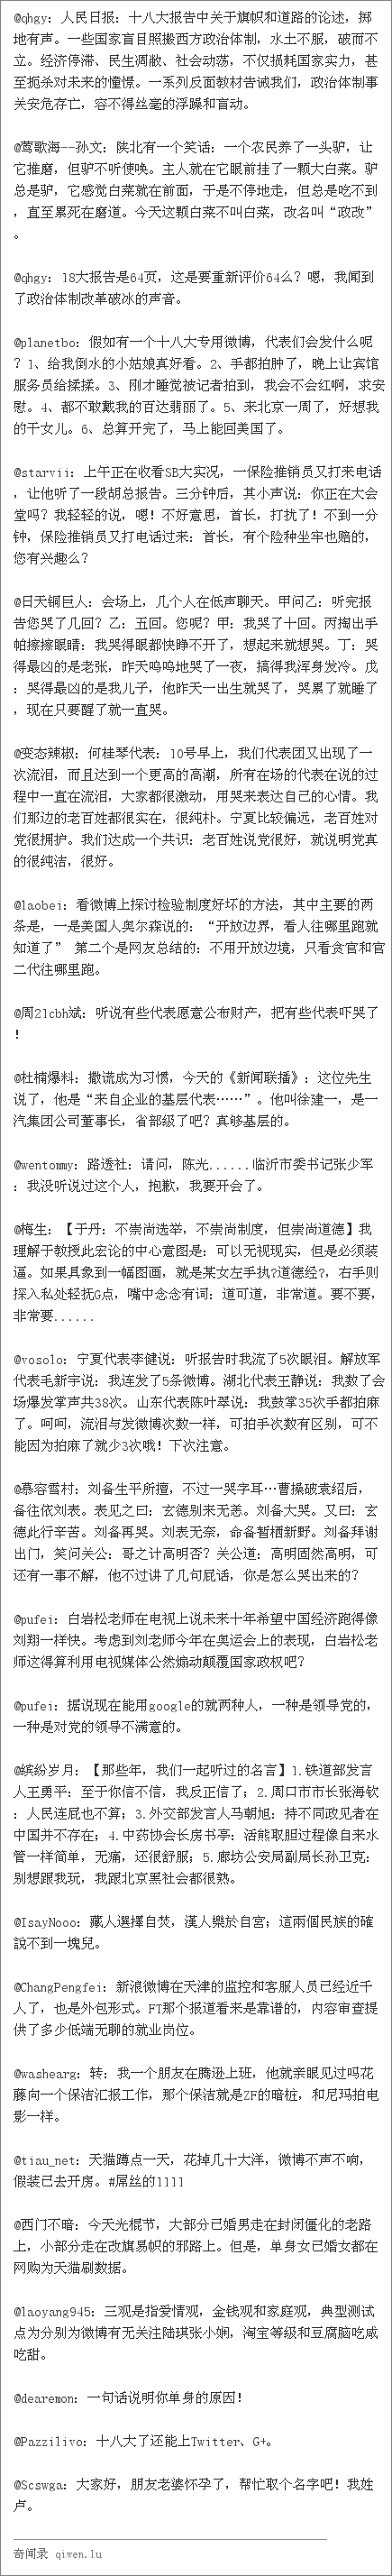 @qhgy: 人民日报: 十八大报告中关于旗帜和道路的论述, 掷
地有声。一些国家盲目照搬西方政治体制, 水土不服, 破而不
立。经济停滞、民生凋敝、社会动荡, 不仅损耗国家实力, 甚
至扼杀对未来的憧憬。一系列反面教材告诫我们, 政治体制事
关安危存亡, 容不得丝毫的浮躁和盲动。
@莺歌海--孙文: 陕北有一个笑话: 一个农民养了一头驴, 让
它推磨, 但驴不听使唤。主人就在它眼前挂了一颗大白菜。驴
总是驴, 它感觉白菜就在前面, 于是不停地走, 但总是吃不到
, 直至累死在磨道。今天这颗白菜不叫白菜, 改名叫“政改”
。
@qhgy: 18大报告是64页, 这是要重新评价64么? 嗯, 我闻到
了政治体制改革破冰的声音。
@planetbo: 假如有一个十八大专用微博, 代表们会发什么呢
? 1、给我倒水的小姑娘真好看。2、手都拍肿了, 晚上让宾馆
服务员给揉揉。3、刚才睡觉被记者拍到, 我会不会红啊, 求安
慰。4、都不敢戴我的百达翡丽了。5、来北京一周了, 好想我
的干女儿。6、总算开完了, 马上能回美国了。
@starvii: 上午正在收看SB大实况, 一保险推销员又打来电话
, 让他听了一段胡总报告。三分钟后, 其小声说: 你正在大会
堂吗? 我轻轻的说, 嗯! 不好意思, 首长, 打扰了! 不到一分
钟, 保险推销员又打电话过来: 首长, 有个险种坐牢也赔的,
您有兴趣么?
@日天铜巨人: 会场上, 几个人在低声聊天。甲问乙: 听完报
告您哭了几回? 乙: 五回。您呢? 甲: 我哭了十回。丙掏出手
帕擦擦眼睛: 我哭得眼都快睁不开了, 想起来就想哭。丁: 哭
得最凶的是老张, 昨天呜呜地哭了一夜, 搞得我浑身发冷。戊
: 哭得最凶的是我儿子, 他昨天一出生就哭了, 哭累了就睡了
, 现在只要醒了就一直哭。
@变态辣椒: 何桂琴代表: 10号早上, 我们代表团又出现了一
次流泪, 而且达到一个更高的高潮, 所有在场的代表在说的过
程中一直在流泪, 大家都很激动, 用哭来表达自己的心情。我
们那边的老百姓都很实在, 很纯朴。宁夏比较偏远, 老百姓对
党很拥护。我们达成一个共识: 老百姓说党很好, 就说明党真
的很纯洁, 很好。
@laobei: 看微博上探讨检验制度好坏的方法, 其中主要的两
条是, 一是美国人奥尔森说的: “开放边界, 看人往哪里跑就
知道了” 第二个是网友总结的: 不用开放边境, 只看贪官和官
二代往哪里跑。
@周21cbh斌: 听说有些代表愿意公布财产, 把有些代表吓哭了
!
@杜楠爆料: 撒谎成为习惯, 今天的《新闻联播》: 这位先生
说了, 他是“来自企业的基层代表……”。他叫徐建一, 是一
汽集团公司董事长, 省部级了吧? 真够基层的。
@wentommy: 路透社: 请问, 陈光......临沂市委书记张少军
: 我没听说过这个人, 抱歉, 我要开会了。
@梅生: 【于丹: 不崇尚选举, 不崇尚制度, 但崇尚道德】我
理解于教授此宏论的中心意图是: 可以无视现实, 但是必须装
逼。如果具象到一幅图画, 就是某女左手执?道德经?, 右手则
探入私处轻抚G点, 嘴中念念有词: 道可道, 非常道。要不要,
非常要......
@vosolo: 宁夏代表李健说: 听报告时我流了5次眼泪。解放军
代表毛新宇说: 我连发了5条微博。湖北代表王静说: 我数了会
场爆发掌声共38次。山东代表陈叶翠说: 我鼓掌35次手都拍麻
了。呵呵, 流泪与发微博次数一样, 可拍手次数有区别, 可不
能因为拍麻了就少3次哦! 下次注意。
@慕容雪村: 刘备生平所擅, 不过一哭字耳…曹操破袁绍后,
备往依刘表。表见之曰: 玄德别来无恙。刘备大哭。又曰: 玄
德此行辛苦。刘备再哭。刘表无奈, 命备暂栖新野。刘备拜谢
出门, 笑问关公: 哥之计高明否? 关公道: 高明固然高明, 可
还有一事不解, 他不过讲了几句屁话, 你是怎么哭出来的?
@pufei: 白岩松老师在电视上说未来十年希望中国经济跑得像
刘翔一样快。考虑到刘老师今年在奥运会上的表现, 白岩松老
师这得算利用电视媒体公然煽动颠覆国家政权吧?
@pufei: 据说现在能用google的就两种人, 一种是领导党的,
一种是对党的领导不满意的。
@缤纷岁月: 【那些年, 我们一起听过的名言】1.铁道部发言
人王勇平: 至于你信不信, 我反正信了; 2.周口市市长张海钦
: 人民连屁也不算; 3.外交部发言人马朝旭: 持不同政见者在
中国并不存在; 4.中药协会长房书亭: 活熊取胆过程像自来水
管一样简单, 无痛, 还很舒服; 5.廊坊公安局副局长孙卫克:
别想跟我玩, 我跟北京黑社会都很熟。
@IsayNooo: 藏人選擇自焚, 漢人樂於自宮; 這兩個民族的確
說不到一塊兒。
@ChangPengfei: 新浪微博在天津的监控和客服人员已经近千
人了, 也是外包形式。FT那个报道看来是靠谱的, 内容审查提
供了多少低端无聊的就业岗位。
@washearg: 转: 我一个朋友在腾逊上班, 他就亲眼见过吗花
藤向一个保洁汇报工作, 那个保洁就是ZF的暗桩, 和尼玛拍电
影一样。
@tiau_net: 天猫蹲点一天, 花掉几十大洋, 微博不声不响,
假装已去开房。#屌丝的1111
@西门不暗: 今天光棍节, 大部分已婚男走在封闭僵化的老路
上, 小部分走在改旗易帜的邪路上。但是, 单身女已婚女都在
网购为天猫刷数据。
@laoyang945: 三观是指爱情观, 金钱观和家庭观, 典型测试
点为分别为微博有无关注陆琪张小娴, 淘宝等级和豆腐脑吃咸
吃甜。
@dearemon: 一句话说明你单身的原因!
@Pazzilivo: 十八大了还能上Twitter、G+。
@Scswga: 大家好, 朋友老婆怀孕了, 帮忙取个名字吧! 我姓
卢。
奇闻录 qiwen.lu